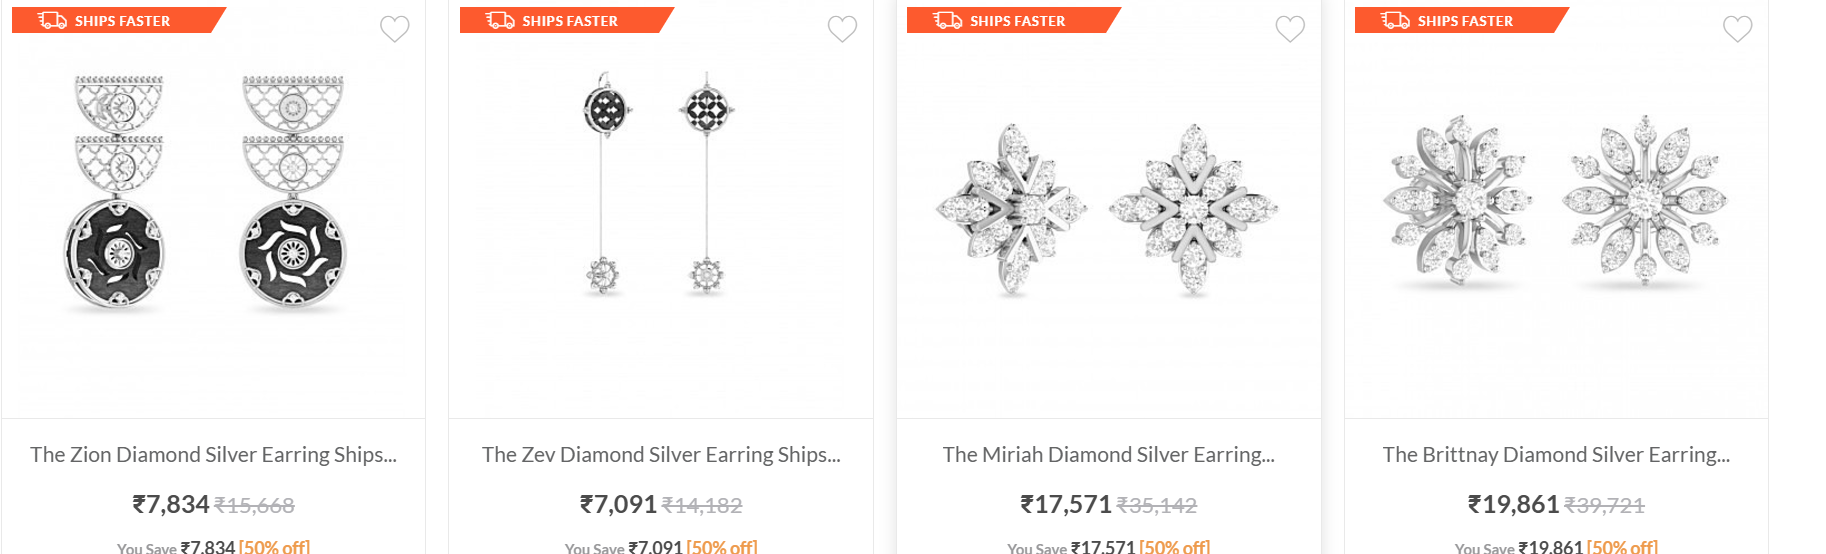 SHIPS FASTER
SHIPS FASTER
SHIPS FASTER
SHIPS FASTER
The Zion Diamond Silver Earring Ships...
₹7,834 ₹15,668
You Save ₹7,834 [50% off]
The Zev Diamond Silver Earring Ships...
₹7,091 ₹14,182
You Save ₹7,091 [50% off]
The Miriah Diamond Silver Earring...
₹17,571 ₹35,142
You Save ₹17,571 [50% off]
The Brittnay Diamond Silver Earring...
₹19,861 ₹39,721
You Save ₹19,861 [50% off]